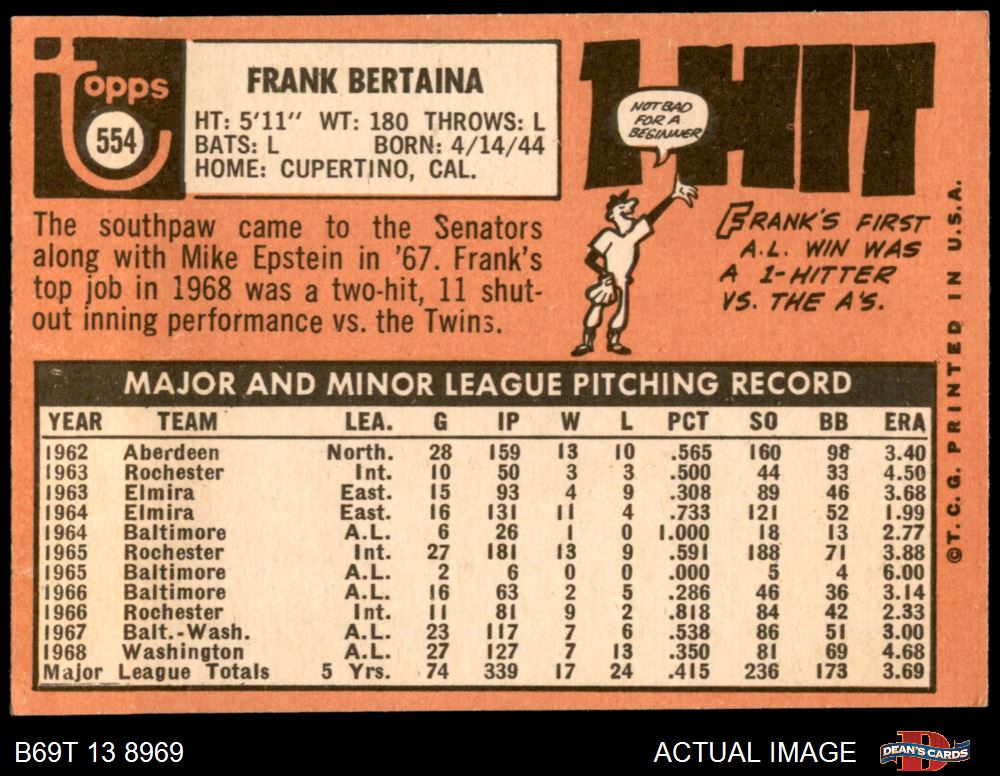 topps
554
FRANK BERTAINA
HT: 5'11" WT: 180 THROWS: L
BATS: L BORN: 4/14/44
HOME: CUPERTINO, CAL.
1-HIT
NOT BAD
FOR A
BEGINNER
FRANK'S FIRST
A.L. WIN WAS
A 1-HITTER
VS. THE A'S.
The southpaw came to the Senators
along with Mike Epstein in '67. Frank's
top job in 1968 was a two-hit, 11 shut-
out inning performance vs. the Twins.
MAJOR AND MINOR LEAGUE PITCHING RECORD
YEAR TEAM LEA. G IP W L PCT SO BB ERA
1962 Aberdeen North. 28 159 13 10 .565 160 98 3.40
1963 Rochester Int. 10 50 3 3 .500 44 33 4.50
1963 Elmira East. 15 93 4 9 .308 89 46 3.68
1964 Elmira East. 16 131 11 4 .733 121 52 1.99
1964 Baltimore A.L. 6 26 1 0 1.000 18 13 2.77
1965 Rochester Int. 27 181 13 9 .591 188 71 3.88
1965 Baltimore A.L. 2 6 0 0 .000 5 4 6.00
1966 Baltimore A.L. 16 63 2 5 .286 46 36 3.14
1966 Rochester Int. 11 81 9 2 .818 84 42 2.33
1967 Balt.-Wash. A.L. 23 117 7 6 .538 86 51 3.00
1968 Washington A.L. 27 127 7 13 .350 81 69 4.68
Major League Totals 5 Yrs. 74 339 17 24 .415 236 173 3.69
©T.C.G. PRINTED IN U.S.A.
B69T 13 8969
ACTUAL IMAGE
D
DEAN'S CARDS